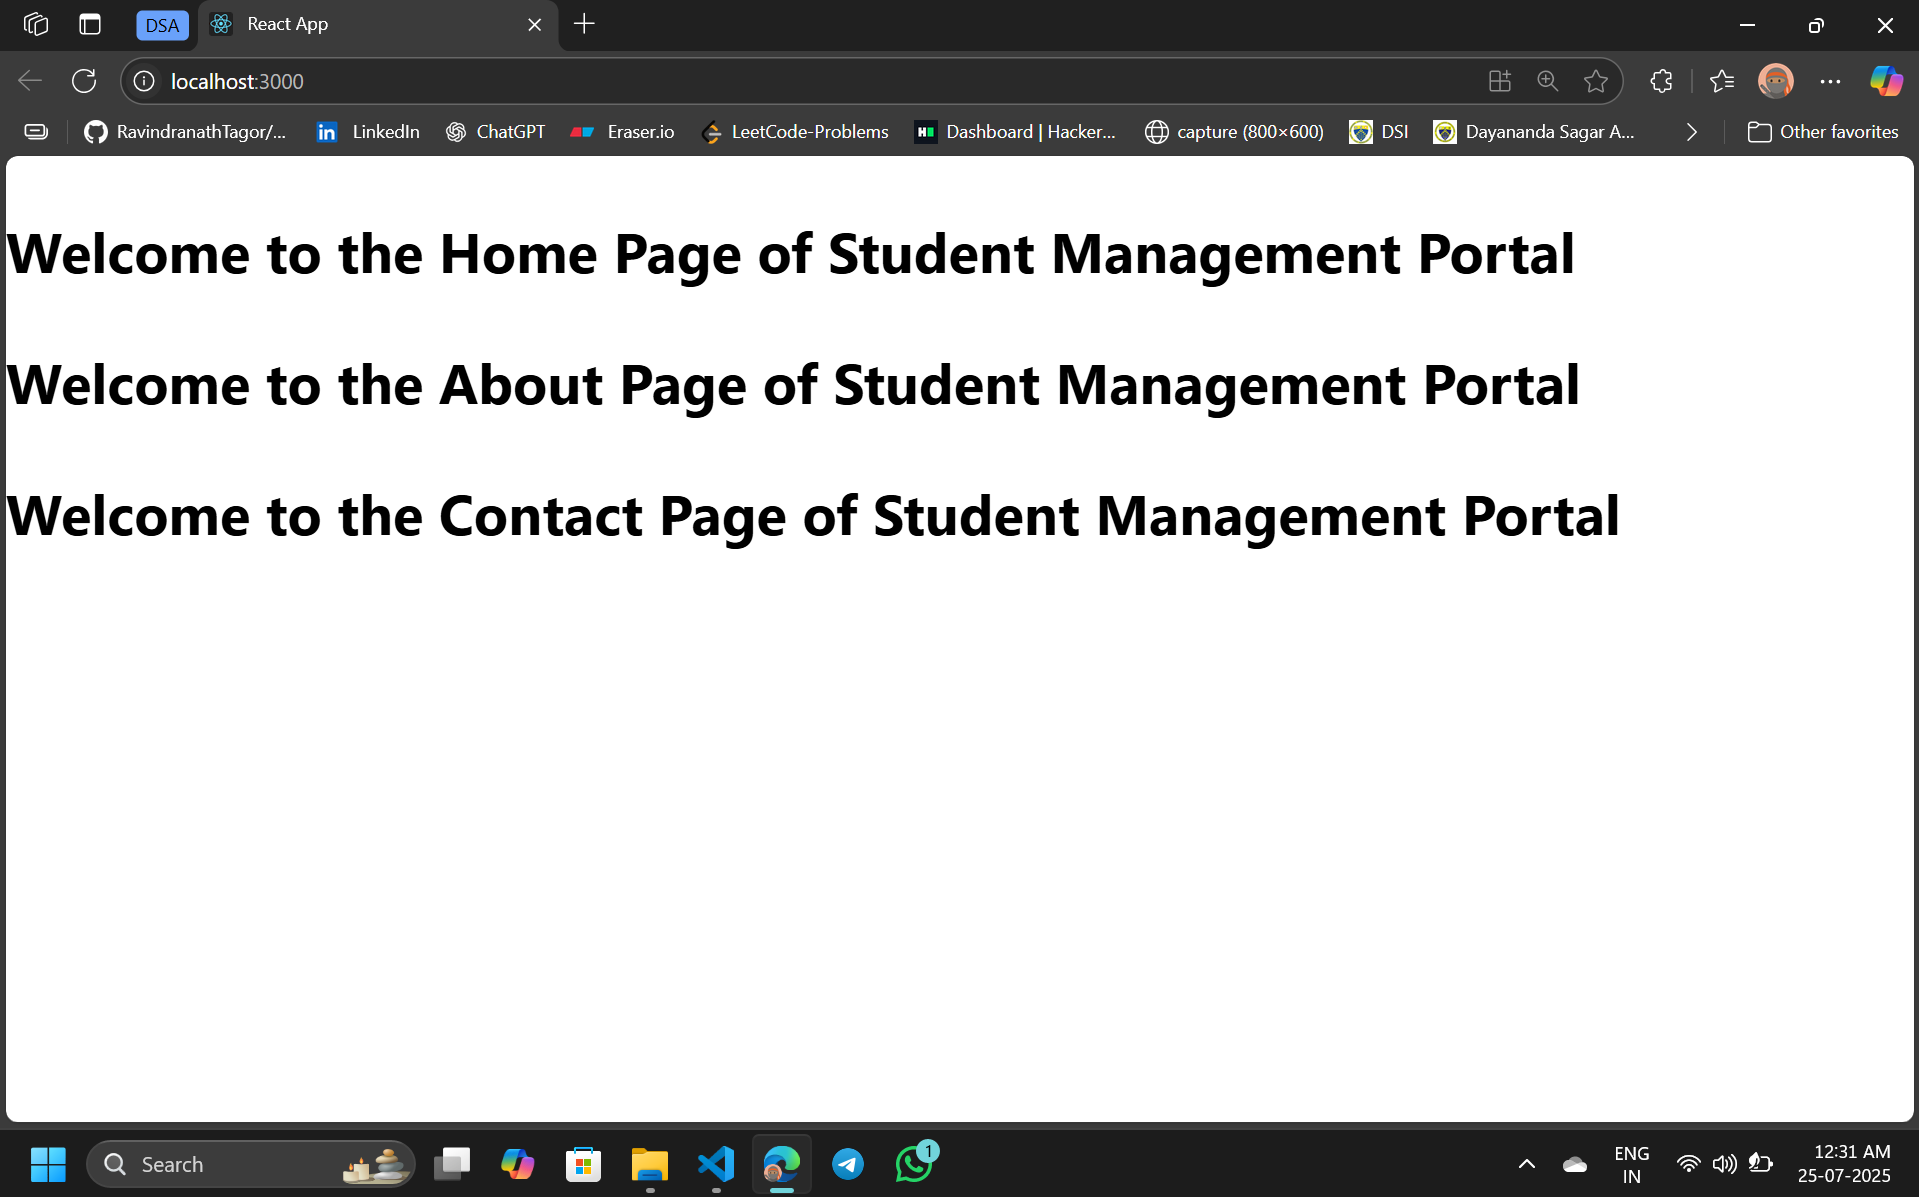 DSA
React App
localhost:3000
RavindranathTagor/...
LinkedIn
ChatGPT
Eraser.io
LeetCode-Problems
Dashboard | Hacker...
capture (800×600)
DSI
Dayananda Sagar A...
Other favorites
Welcome to the Home Page of Student Management Portal
Welcome to the About Page of Student Management Portal
Welcome to the Contact Page of Student Management Portal
Search
1
ENG
IN
12:31 AM
25-07-2025